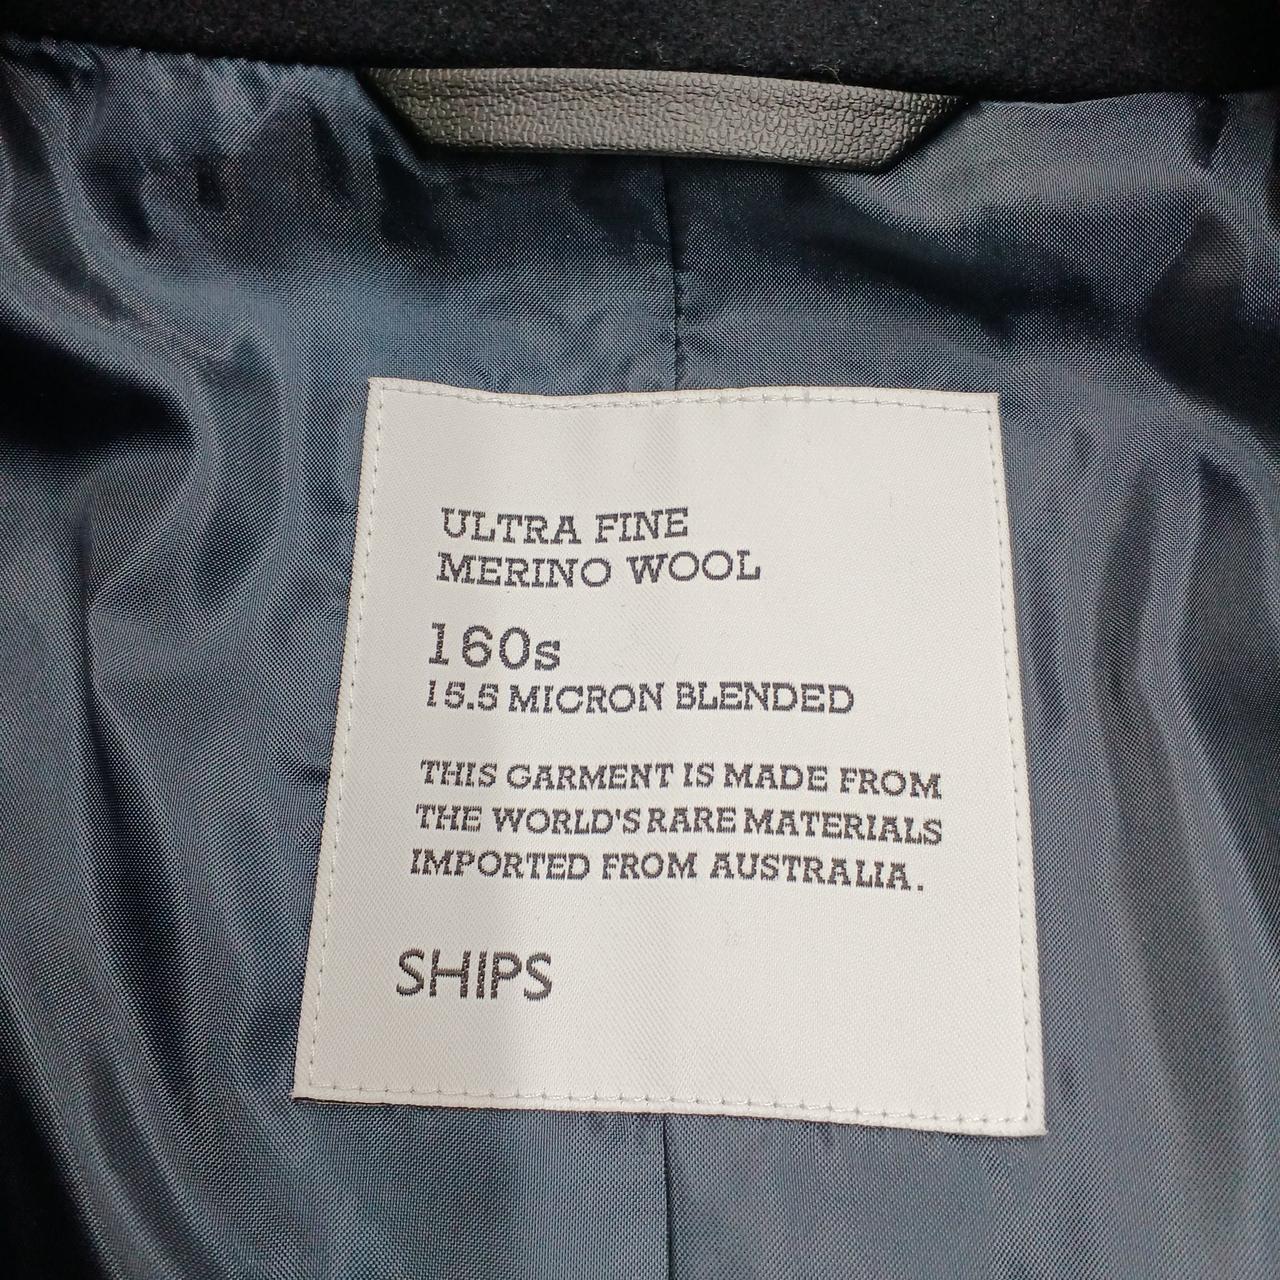 ULTRA FINE
MERINO WOOL
160s
15.5 MICRON BLENDED
THIS GARMENT IS MADE FROM
THE WORLD'S RARE MATERIALS
IMPORTED FROM AUSTRALIA.
SHIPS